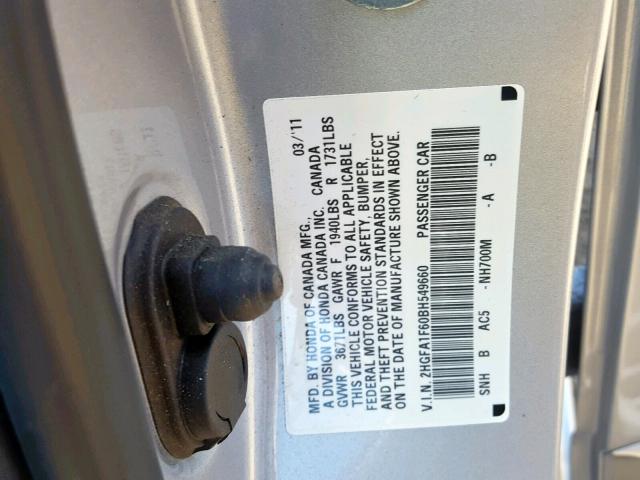 MFD. BY HONDA OF CANADA MFG., 03/'11
A DIVISION OF HONDA CANADA INC. CANADA
GVWR 3671LBS GAWR F 1940LBS R 1731LBS
THIS VEHICLE CONFORMS TO ALL APPLICABLE
FEDERAL MOTOR VEHICLE SAFETY, BUMPER,
AND THEFT PREVENTION STANDARDS IN EFFECT
ON THE DATE OF MANUFACTURE SHOWN ABOVE.
V.I.N. 2HGFA1F60BH549660 PASSENGER CAR
SNH B AC5 - NH700M -A -B